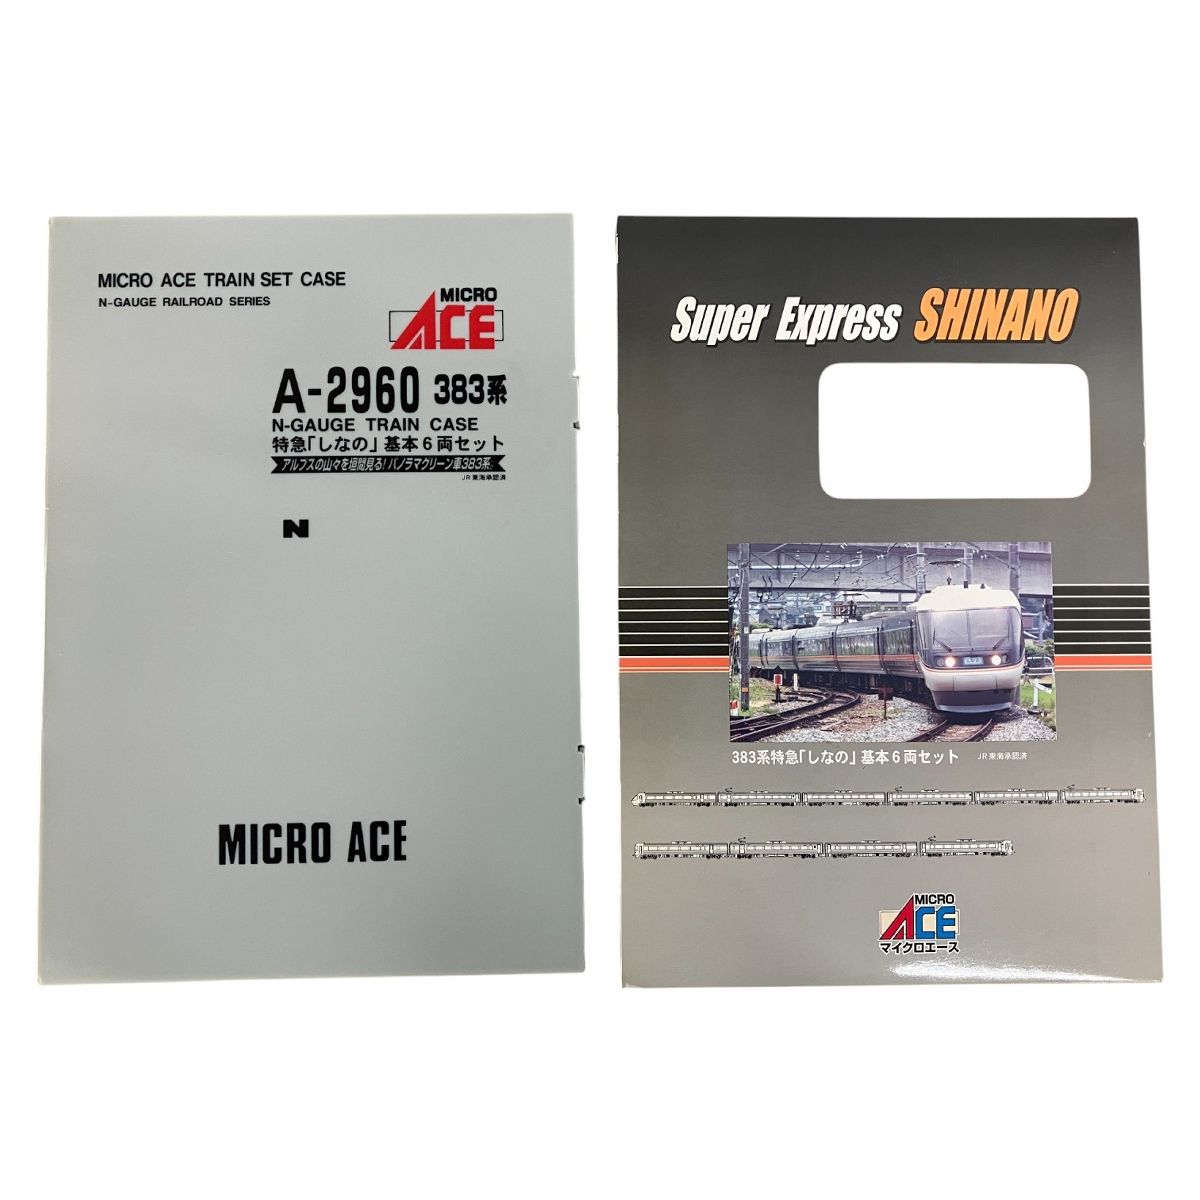 MICRO ACE TRAIN SET CASE
N-GAUGE RAILROAD SERIES
MICRO
ACE
A-2960 383系
N-GAUGE TRAIN CASE
特急「しなの」基本6両セット
アルプスの山々を垣間見る!パノラマグリーン車383系。
JR東海承認済
N
MICRO ACE
Super Express SHINANO
しなの
383系特急「しなの」基本6両セット JR東海承認済
MICRO
ACE
マイクロエース